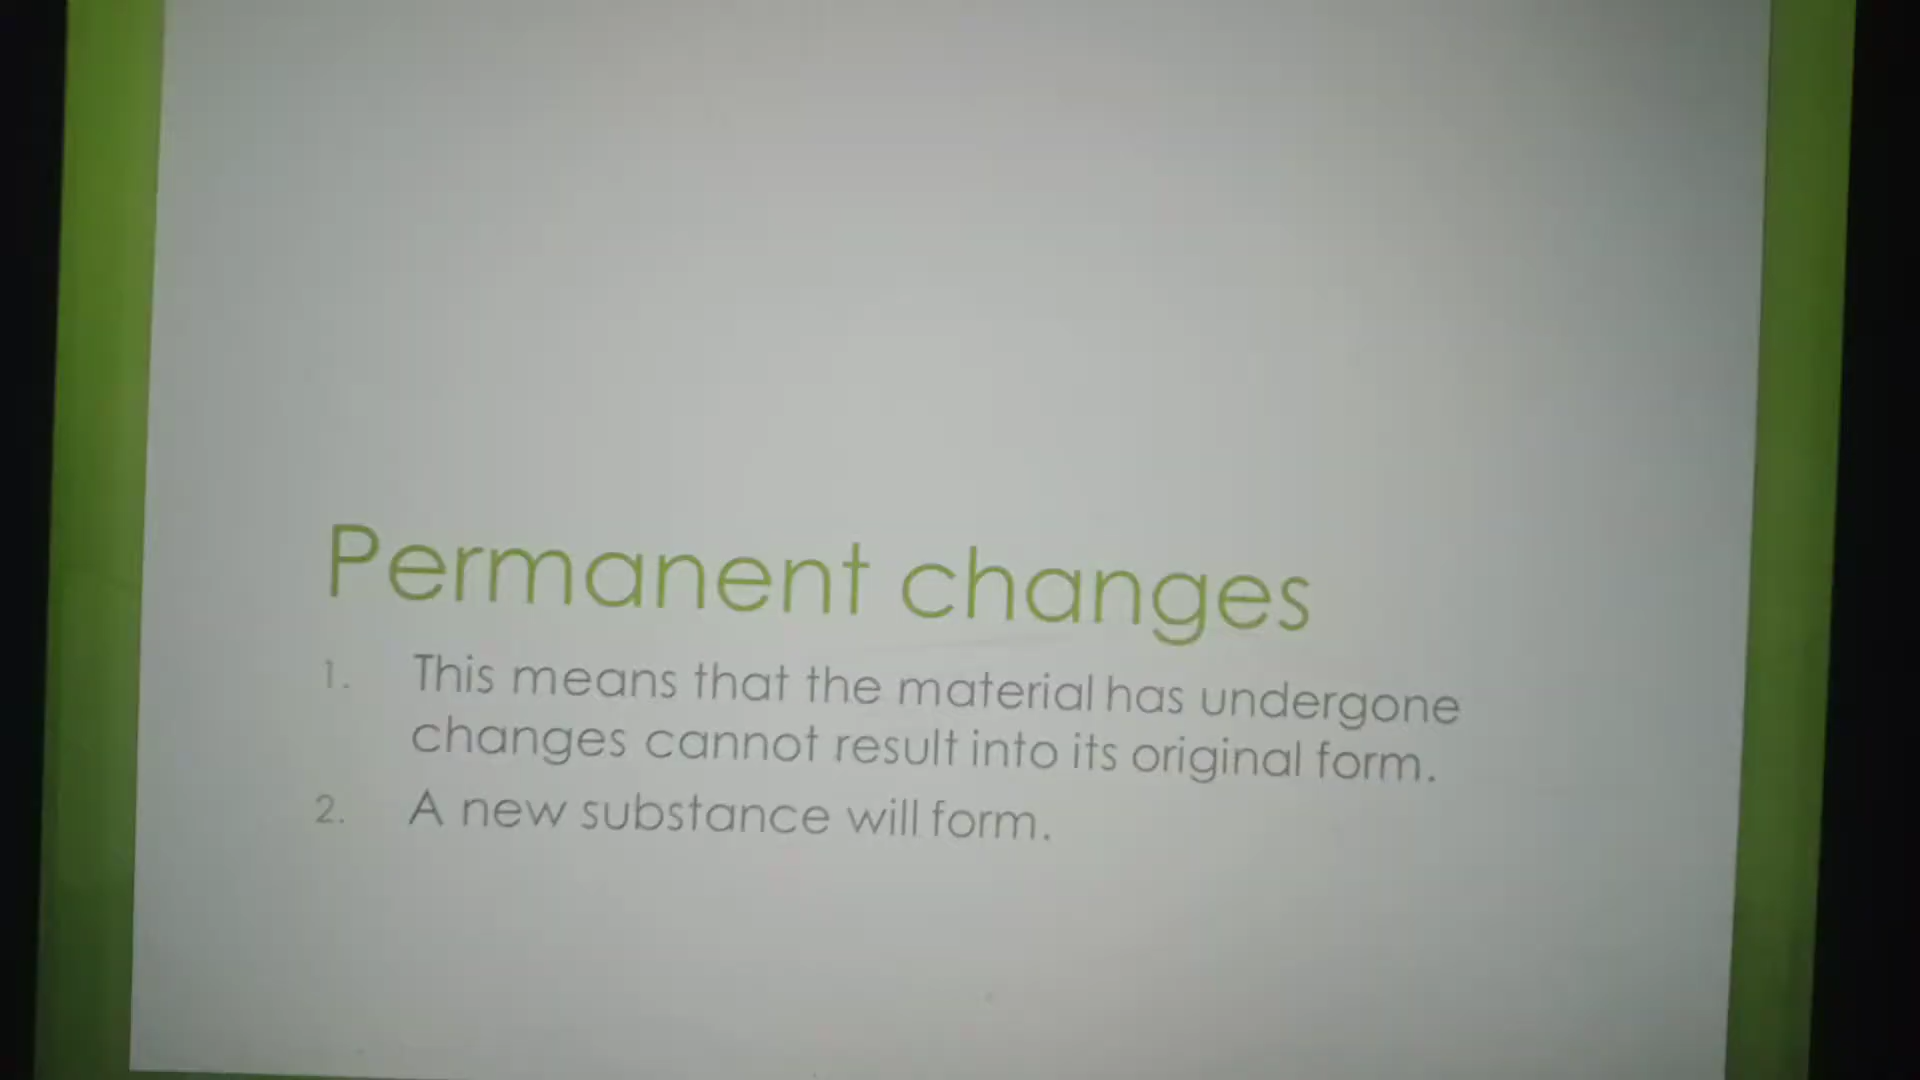 Permanent changes
1. This means that the material has undergone
changes cannot result into its original form.
2. A new substance will form.